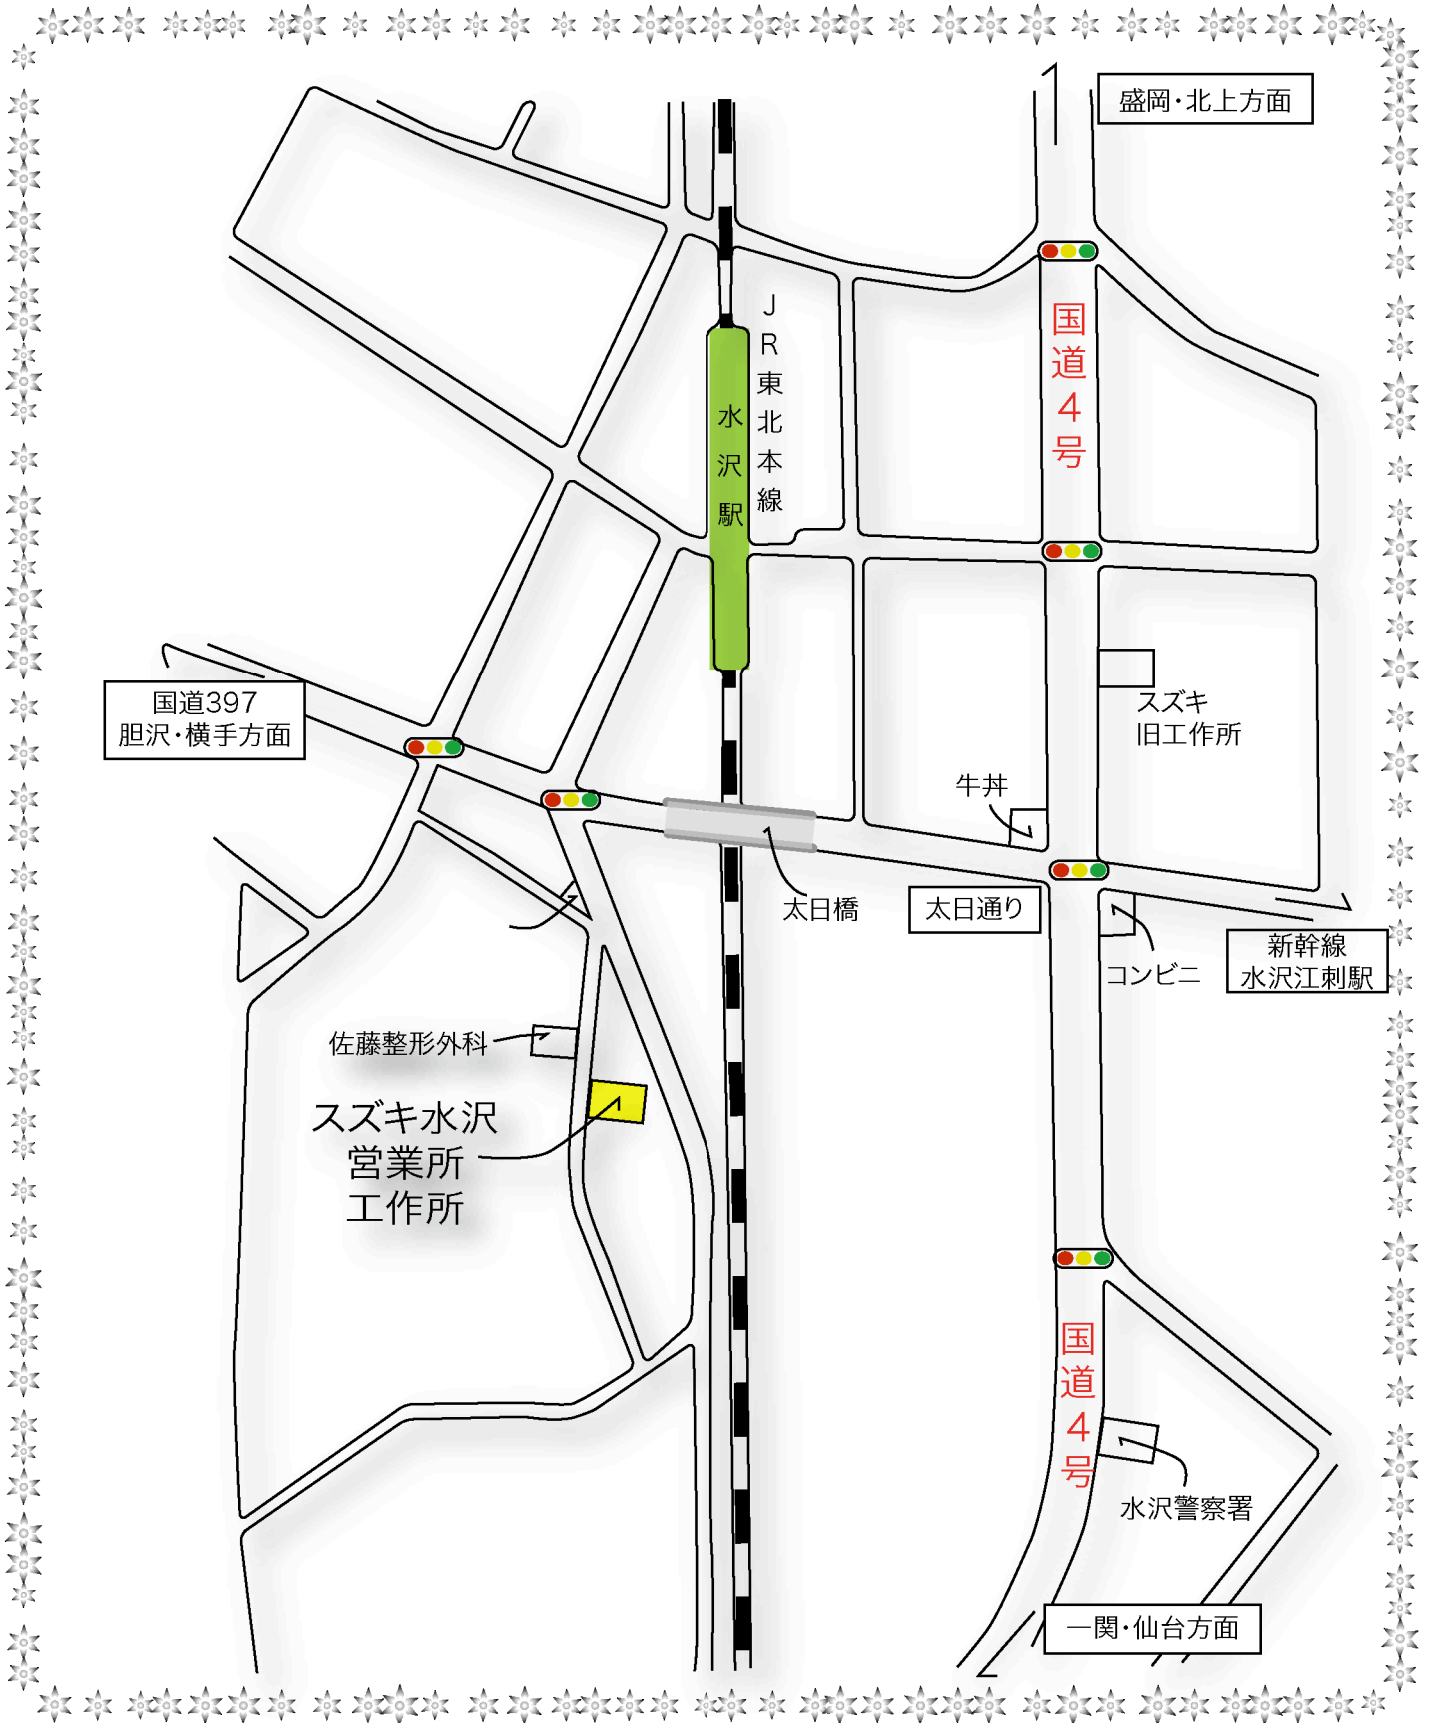 盛岡・北上方面
国道4号
JR東北本線
水沢駅
国道397
胆沢・横手方面
スズキ
旧工作所
牛丼
太日橋
太日通り
コンビニ
新幹線
水沢江刺駅
佐藤整形外科
スズキ水沢
営業所
工作所
国道4号
水沢警察署
一関・仙台方面